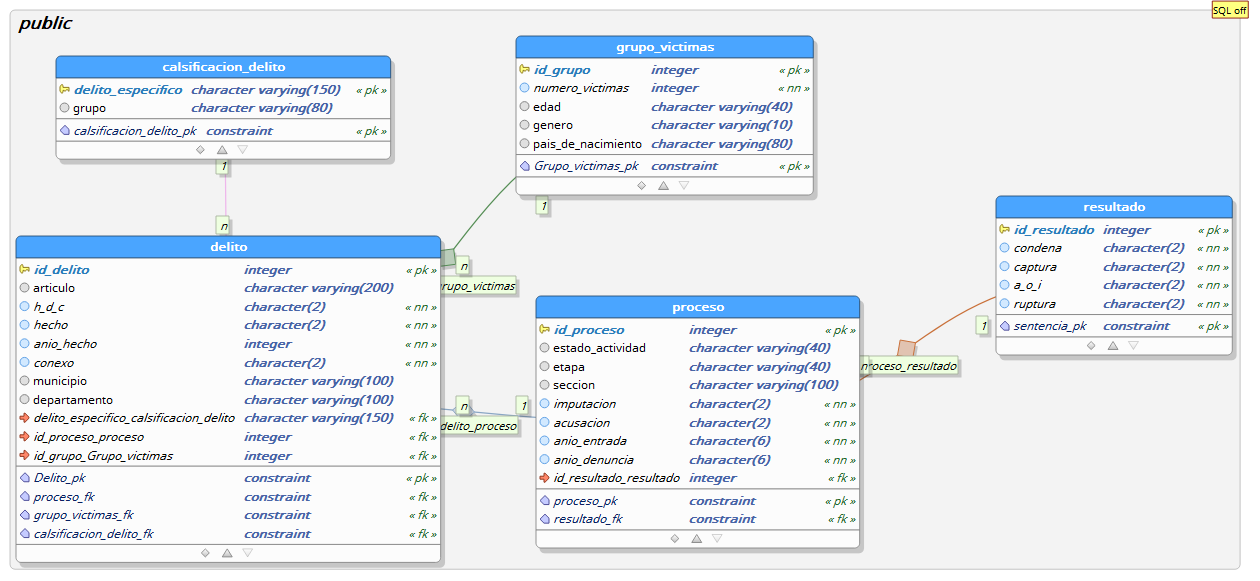 SQL off
public
calsificacion_delito
delito_especifico character varying(150) « pk »
grupo character varying(80)
calsificacion_delito_pk constraint « pk »
1
n
grupo_victimas
id_grupo integer « pk »
numero_victimas integer « nn »
edad character varying(40)
genero character varying(10)
pais_de_nacimiento character varying(80)
Grupo_victimas_pk constraint « pk »
1
n
rupo_victimas
delito
id_delito integer « pk »
articulo character varying(200)
h_d_c character(2) « nn »
hecho character(2) « nn »
anio_hecho integer « nn »
conexo character(2) « nn »
municipio character varying(100)
departamento character varying(100)
delito_especifico_calsificacion_delito character varying(150) « fk »
id_proceso_proceso integer « fk »
id_grupo_Grupo_victimas integer « fk »
Delito_pk constraint « pk »
proceso_fk constraint « fk »
grupo_victimas_fk constraint « fk »
calsificacion_delito_fk constraint « fk »
n
1
delito_proceso
proceso
id_proceso integer « pk »
estado_actividad character varying(40)
etapa character varying(40)
seccion character varying(100)
imputacion character(2) « nn »
acusacion character(2) « nn »
anio_entrada character(6) « nn »
anio_denuncia character(6) « nn »
id_resultado_resultado integer « fk »
proceso_pk constraint « pk »
resultado_fk constraint « fk »
proceso_resultado
1
resultado
id_resultado integer « pk »
condena character(2) « nn »
captura character(2) « nn »
a_o_i character(2) « nn »
ruptura character(2) « nn »
sentencia_pk constraint « pk »